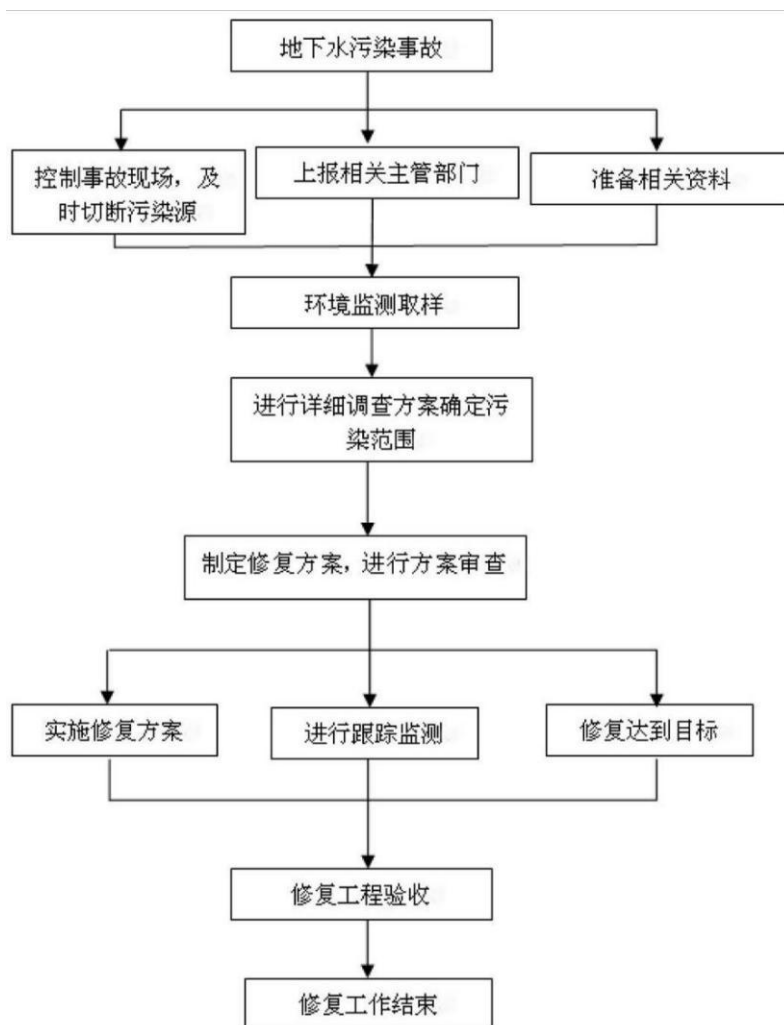 地下水污染事故
控制事故现场，及
时切断污染源
上报相关主管部门
准备相关资料
环境监测取样
进行详细调查方案确定污
染范围
制定修复方案，进行方案审查
实施修复方案
进行跟踪监测
修复达到目标
修复工程验收
修复工作结束